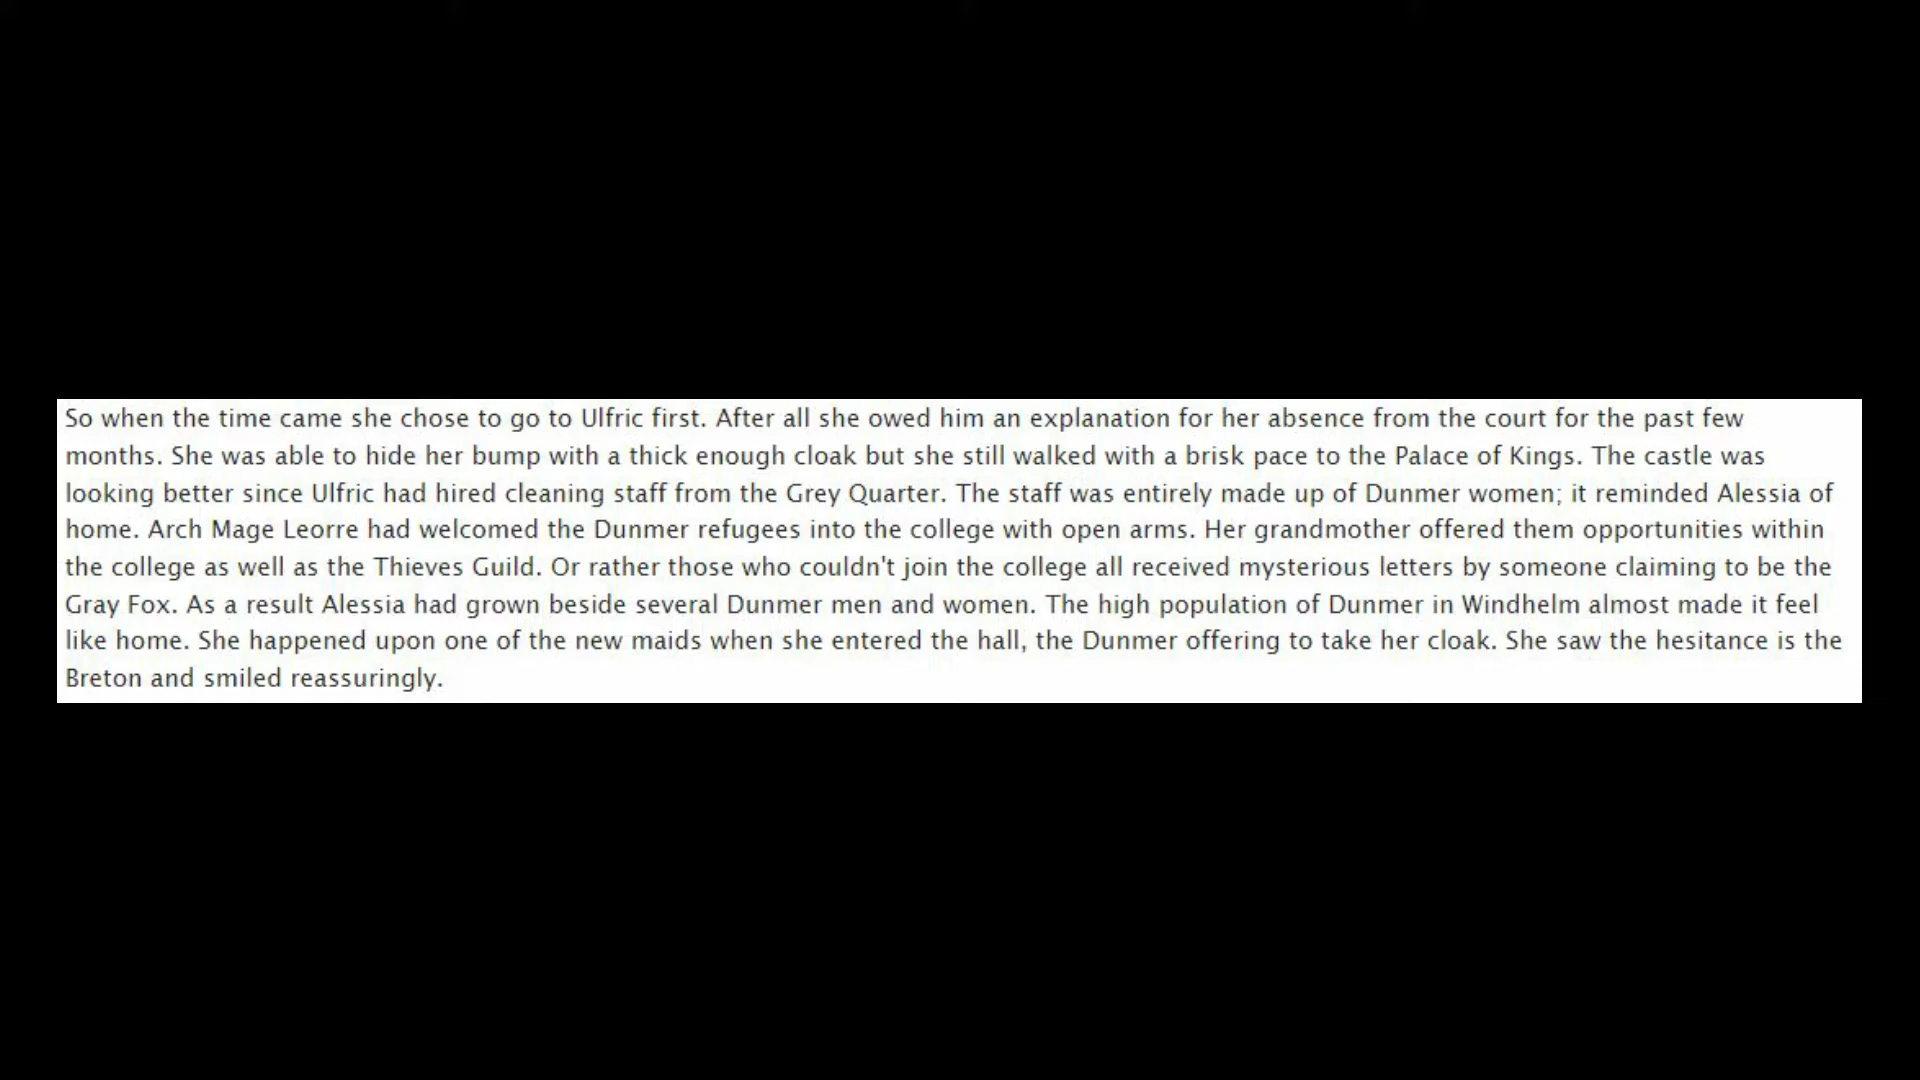 So when the time came she chose to go to Ulfric first. After all she owed him an explanation for her absence from the court for the past few
months. She was able to hide her bump with a thick enough cloak but she still walked with a brisk pace to the Palace of Kings. The castle was
looking better since Ulfric had hired cleaning staff from the Grey Quarter. The staff was entirely made up of Dunmer women; it reminded Alessia of
home. Arch Mage Leorre had welcomed the Dunmer refugees into the college with open arms. Her grandmother offered them opportunities within
the college as well as the Thieves Guild. Or rather those who couldn't join the college all received mysterious letters by someone claiming to be the
Gray Fox. As a result Alessia had grown beside several Dunmer men and women. The high population of Dunmer in Windhelm almost made it feel
like home. She happened upon one of the new maids when she entered the hall, the Dunmer offering to take her cloak. She saw the hesitance is the
Breton and smiled reassuringly.